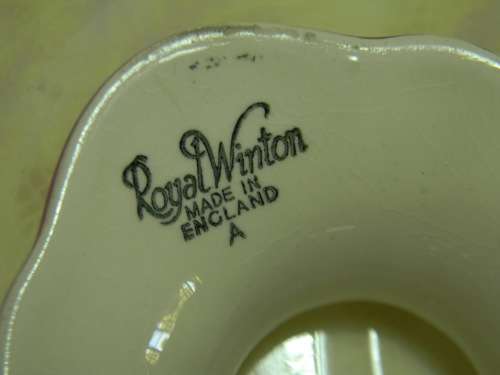 Royal Winton
MADE IN
ENGLAND
A